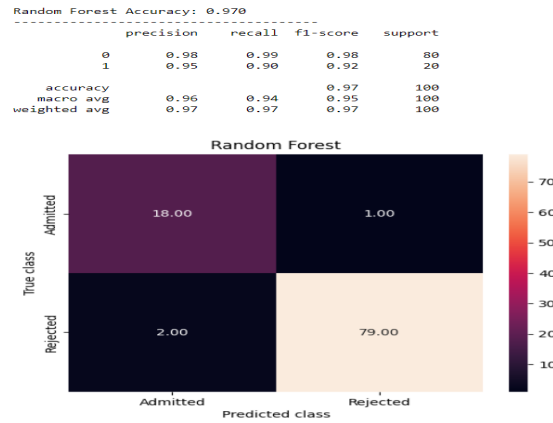 Random Forest Accuracy: 0.970
----------------------------------------
precision recall f1-score support
0 0.98 0.99 0.98 80
1 0.95 0.90 0.92 20
accuracy 0.97 100
macro avg 0.96 0.94 0.95 100
weighted avg 0.97 0.97 0.97 100
Random Forest
Admitted 18.00 1.00
True class
Rejected 2.00 79.00
Admitted Rejected
Predicted class
70
60
50
40
30
20
10